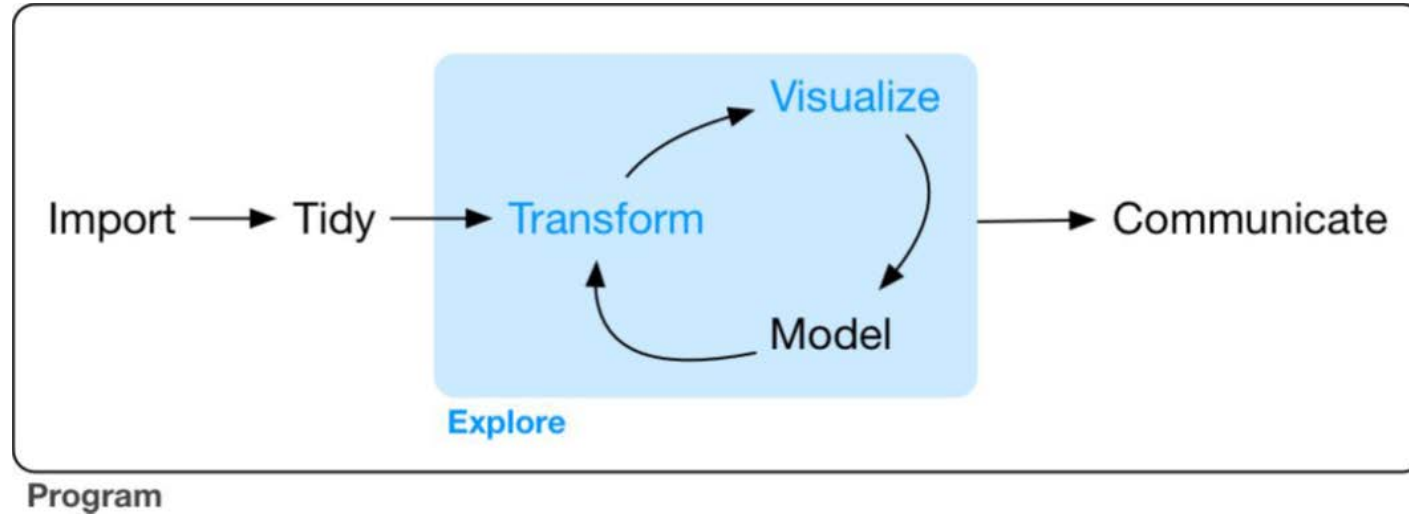 Visualize
Import
Tidy
Transform
Communicate
Model
Explore
Program